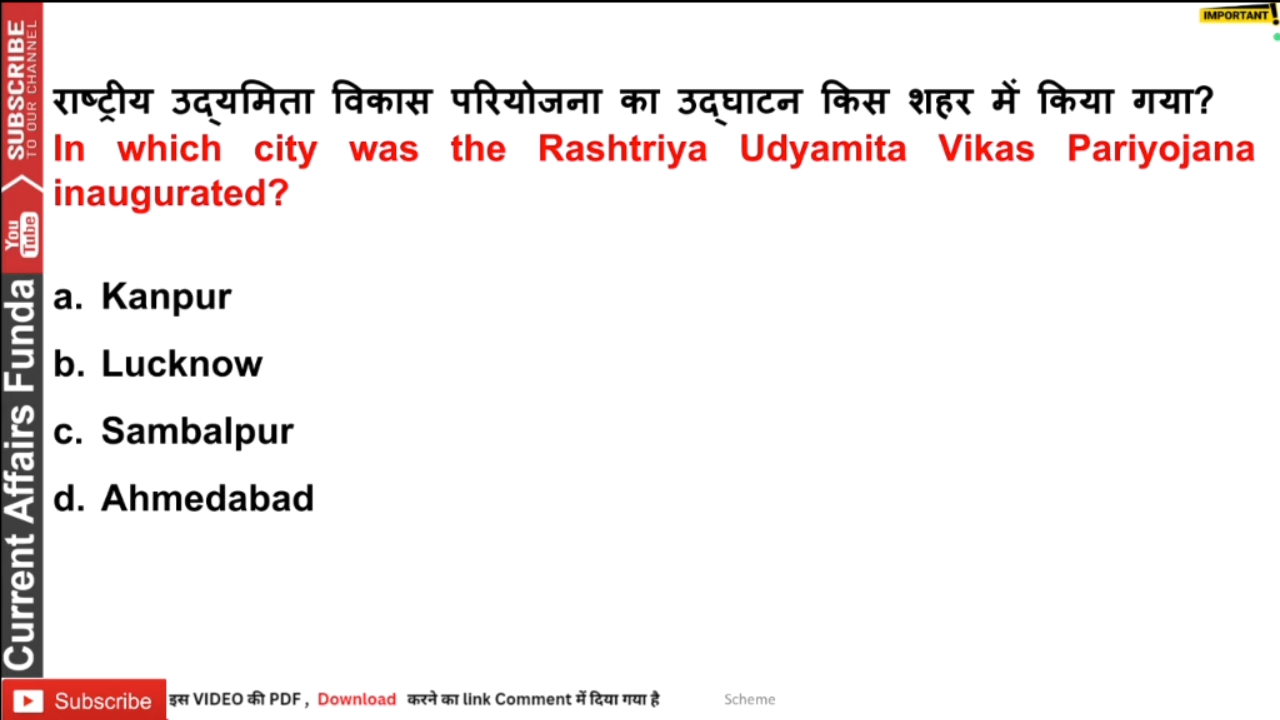 IMPORTANT!
राष्ट्रीय उद्यमिता विकास परियोजना का उद्घाटन किस शहर में किया गया?
In which city was the Rashtriya Udyamita Vikas Pariyojana
inaugurated?
a. Kanpur
b. Lucknow
c. Sambalpur
d. Ahmedabad
SUBSCRIBE
TO OUR CHANNEL
You
Tube
Current Affairs Funda
Subscribe इस VIDEO की PDF , Download करने का link Comment में दिया गया है Scheme